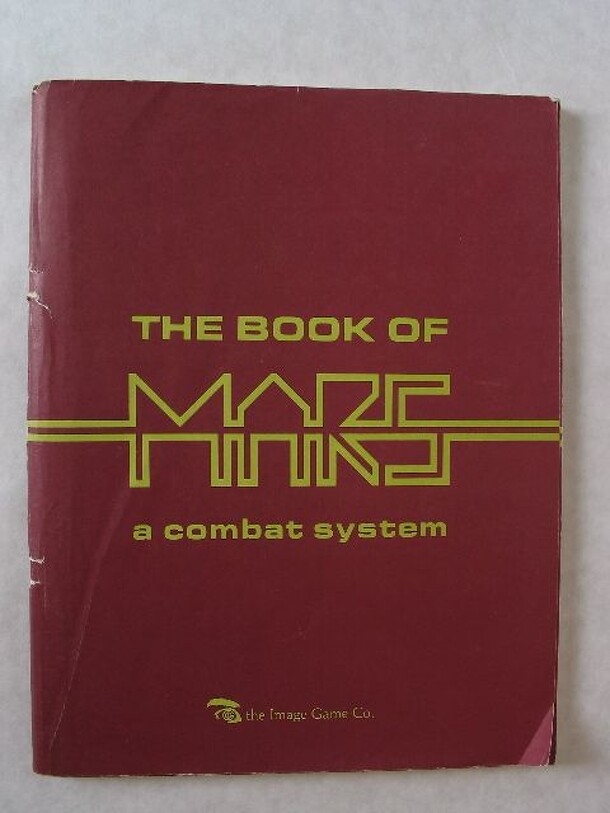 THE BOOK OF
MARS
a combat system
the Image Game Co.